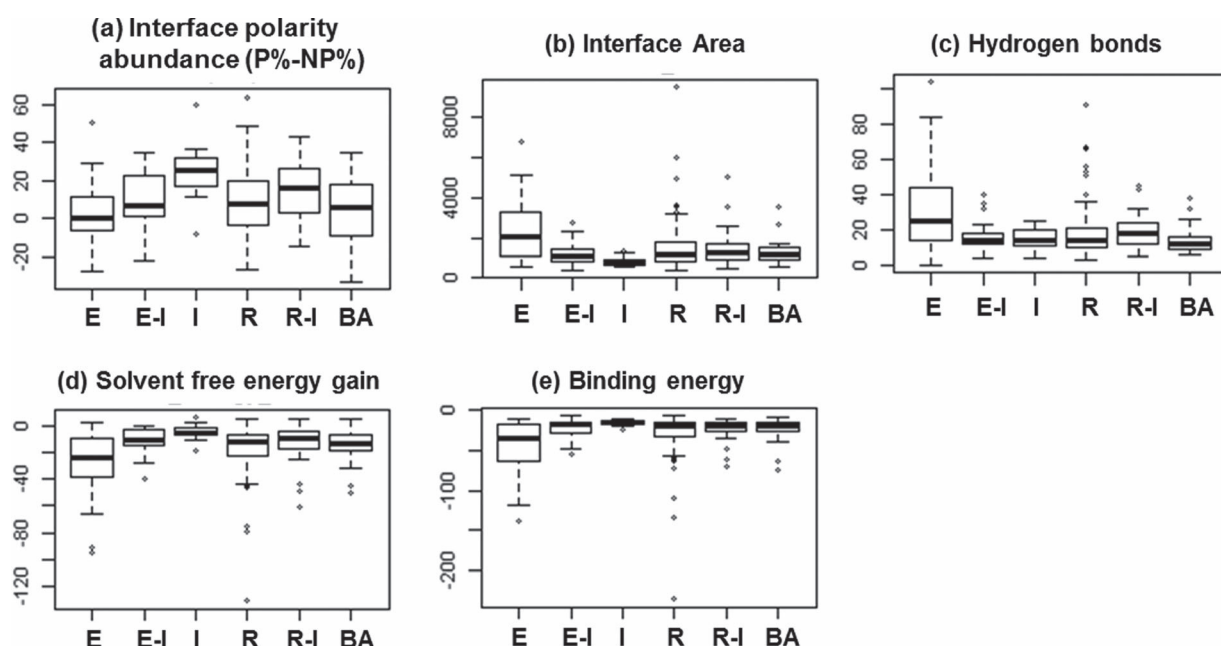 (a) Interface polarity
abundance (P%-NP%)
60
40
20
0
-20
E E-I I R R-I BA
(b) Interface Area
8000
4000
0
E E-I I R R-I BA
(c) Hydrogen bonds
80
60
40
20
0
E E-I I R R-I BA
(d) Solvent free energy gain
0
-40
-80
-120
E E-I I R R-I BA
(e) Binding energy
0
-100
-200
E E-I I R R-I BA